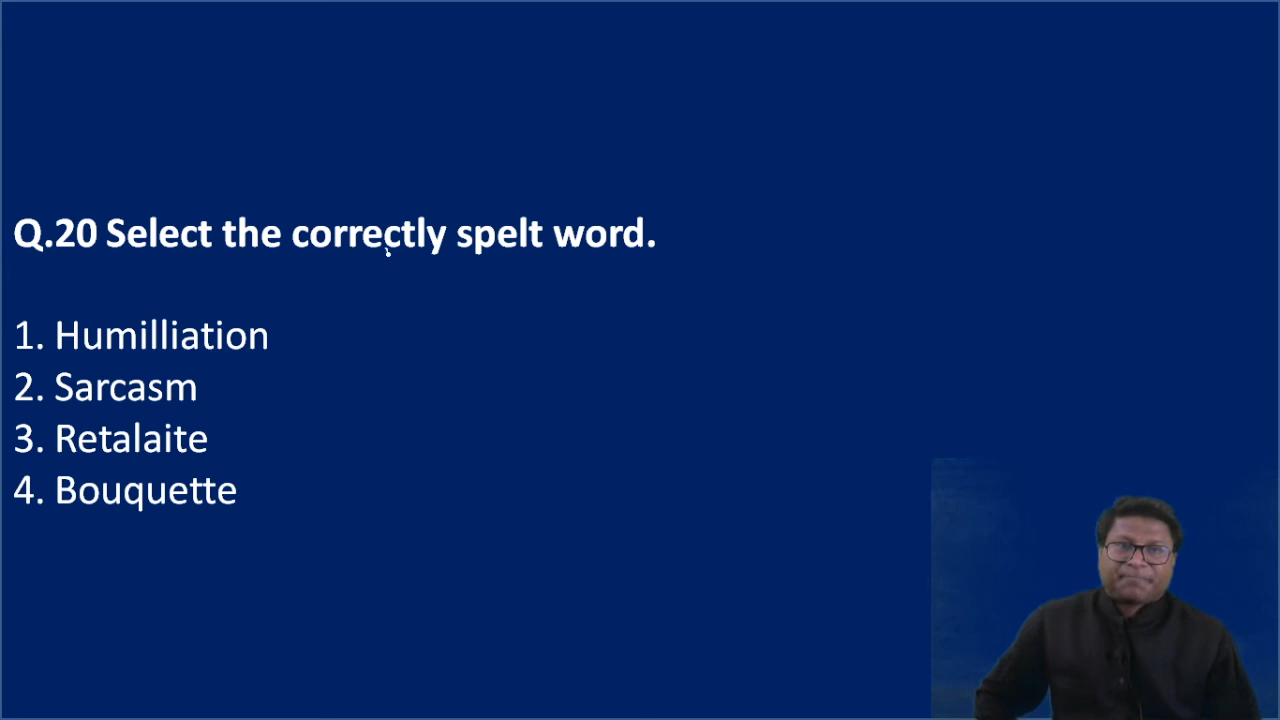 Q.20 Select the correctly spelt word.
1. Humilliation
2. Sarcasm
3. Retalaite
4. Bouquette